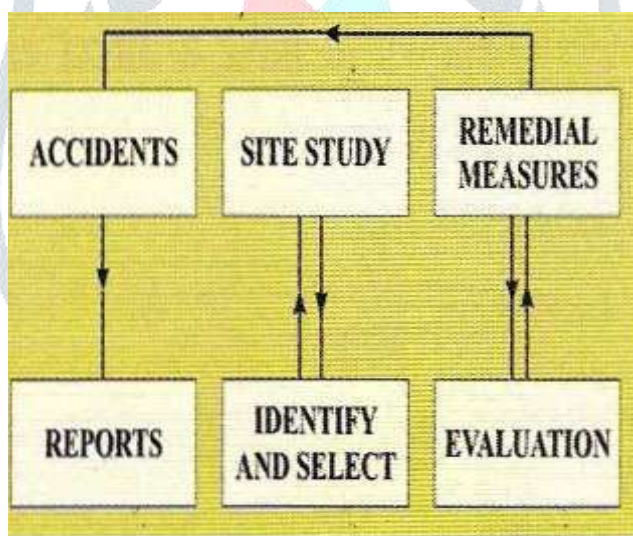 ACCIDENTS
SITE STUDY
REMEDIAL
MEASURES
REPORTS
IDENTIFY
AND SELECT
EVALUATION